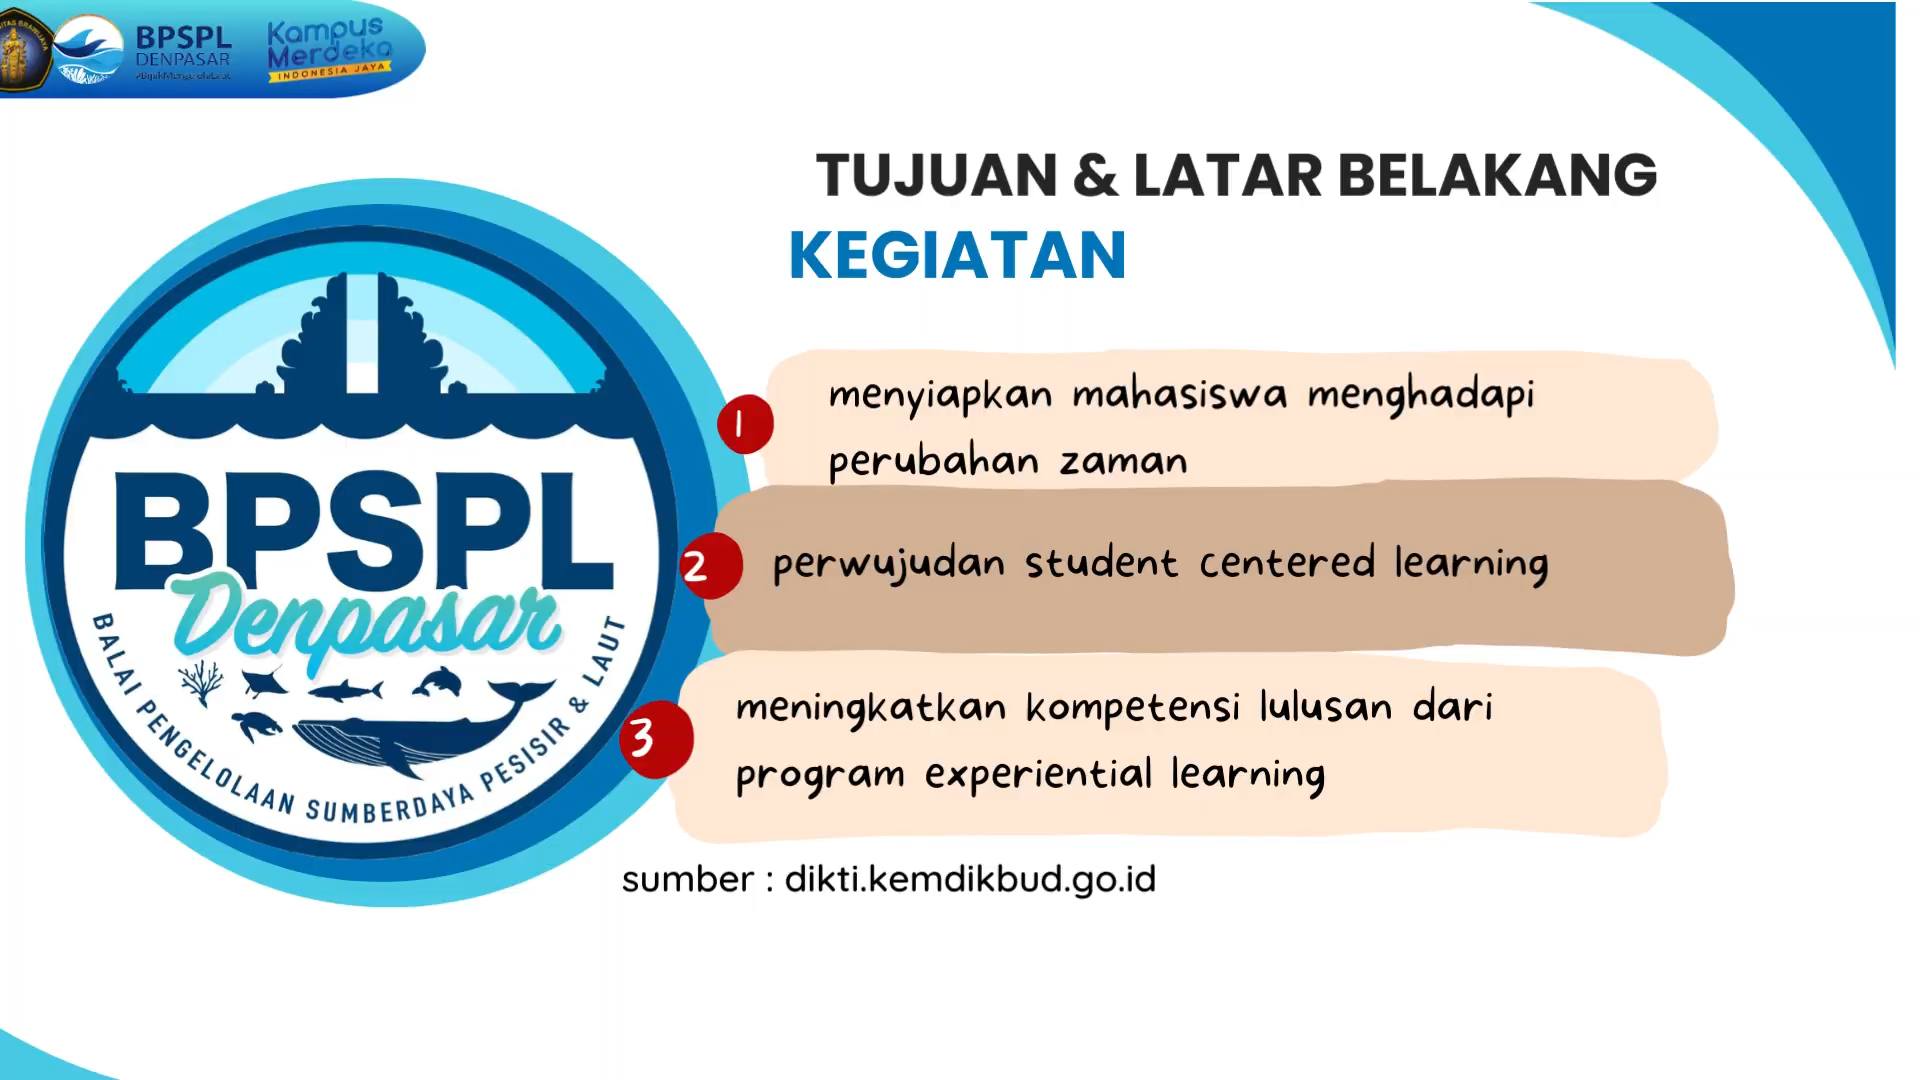 BPSPL
DENPASAR
Kampus
Merdeka
INDONESIA JAYA
TUJUAN & LATAR BELAKANG
KEGIATAN
1
menyiapkan mahasiswa menghadapi
perubahan zaman
2
perwujudan student centered learning
3
meningkatkan kompetensi lulusan dari
program experiential learning
sumber : dikti.kemdikbud.go.id
BPSPL
Denpasar
BALAI PENGELOLAAN SUMBERDAYA PESISIR & LAUT